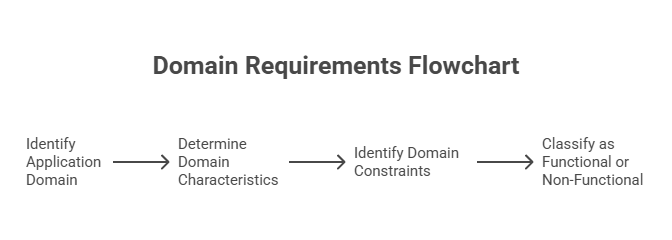 Domain Requirements Flowchart
Identify
Application
Domain
Determine
Domain
Characteristics
Identify Domain
Constraints
Classify as
Functional or
Non-Functional